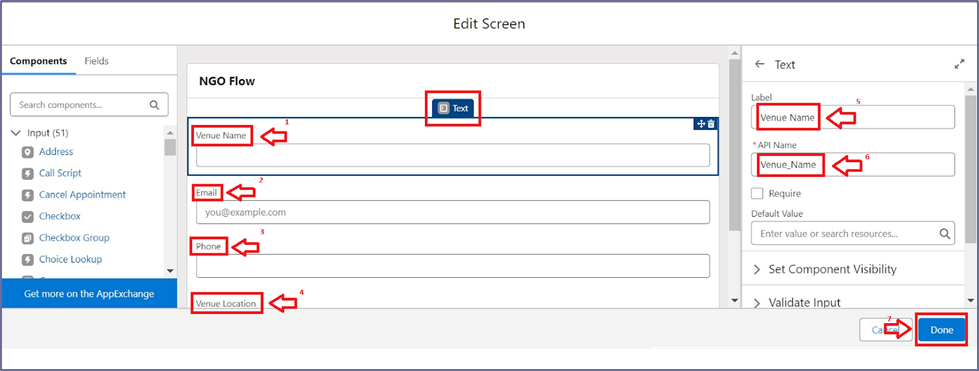 Edit Screen
Components
Fields
Search components...
Input (51)
Address
Call Script
Cancel Appointment
Checkbox
Checkbox Group
Choice Lookup
Get more on the AppExchange
NGO Flow
Text
Venue Name
1
Email
2
you@example.com
Phone
3
Venue Location
4
Text
Label
Venue Name
5
* API Name
Venue_Name
6
Require
Default Value
Enter value or search resources...
Set Component Visibility
Validate Input
7
Done